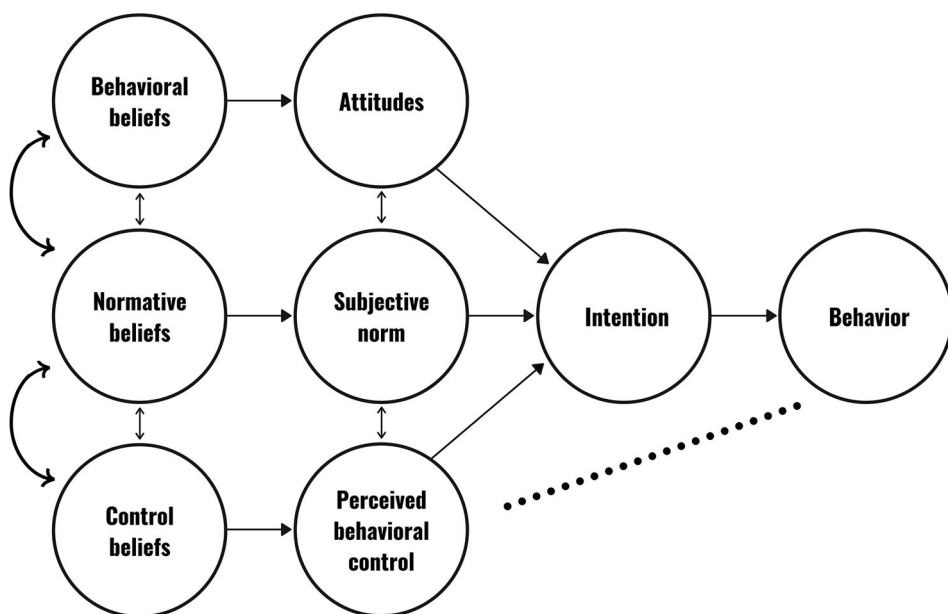 Behavioral
beliefs
Attitudes
Normative
beliefs
Subjective
norm
Intention
Behavior
Control
beliefs
Perceived
behavioral
control